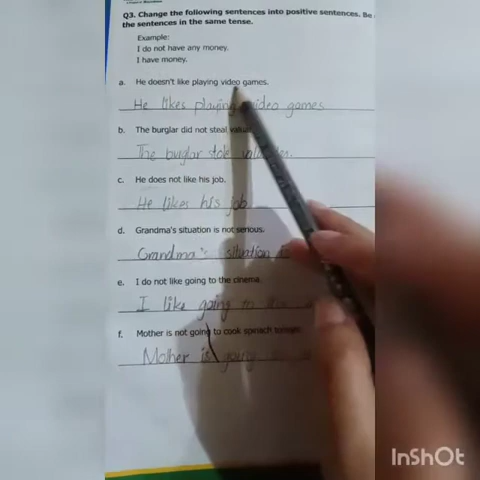 Q3. Change the following sentences into positive sentences. Be
the sentences in the same tense.
Example:
I do not have any money.
I have money.
a. He doesn't like playing video games.
He likes playing video games
b. The burglar did not steal
The burglar stole
c. He does not like his job.
He likes his job
d. Grandma's situation is not serious.
Grandma's situation
e. I do not like going to the cinema.
I like going to the
f. Mother is not going to cook spinach tonight.
Mother is going
InShOt